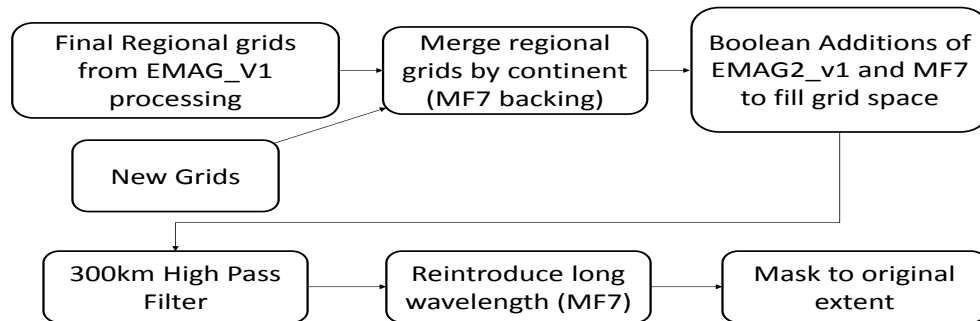 Final Regional grids
from EMAG_V1
processing
Merge regional
grids by continent
(MF7 backing)
Boolean Additions of
EMAG2_v1 and MF7
to fill grid space
New Grids
300km High Pass
Filter
Reintroduce long
wavelength (MF7)
Mask to original
extent